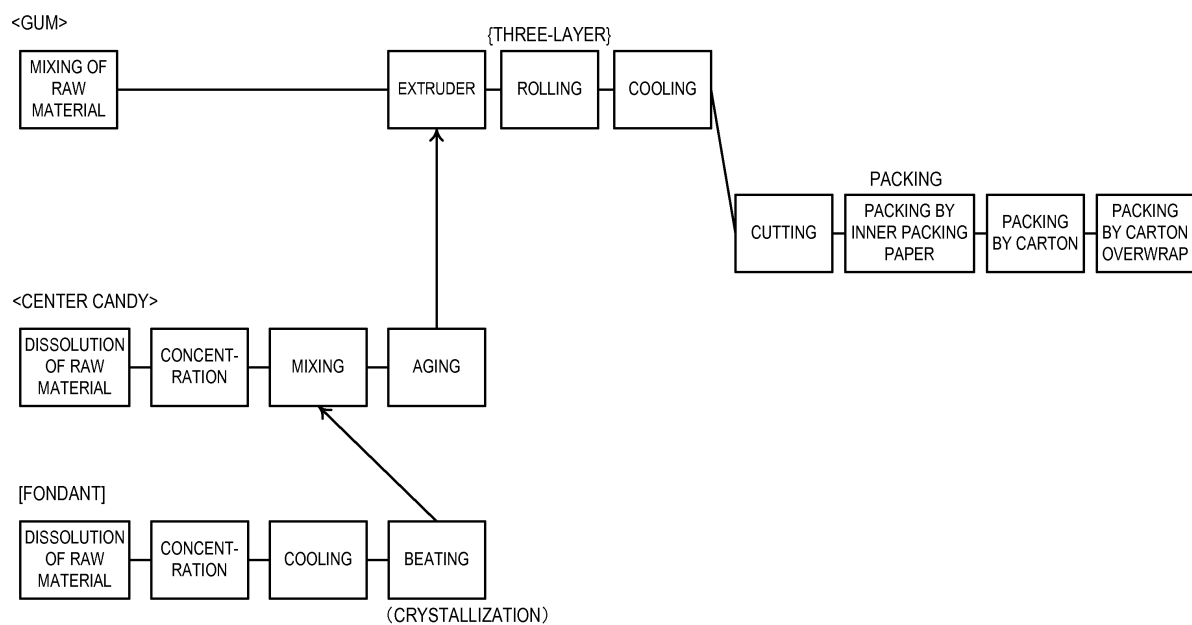 <GUM>
{THREE-LAYER}
MIXING OF
RAW
MATERIAL
EXTRUDER
ROLLING
COOLING
PACKING
CUTTING
PACKING BY
INNER PACKING
PAPER
PACKING
BY CARTON
PACKING
BY CARTON
OVERWRAP
<CENTER CANDY>
DISSOLUTION
OF RAW
MATERIAL
CONCENT-
RATION
MIXING
AGING
[FONDANT]
DISSOLUTION
OF RAW
MATERIAL
CONCENT-
RATION
COOLING
BEATING
(CRYSTALLIZATION)